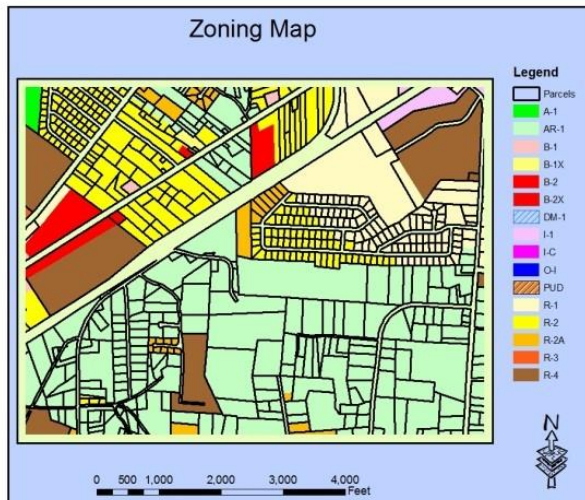 Zoning Map
Legend
Parcels
A-1
AR-1
B-1
B-1X
B-2
B-2X
DM-1
I-1
I-C
O-I
PUD
R-1
R-2
R-2A
R-3
R-4
N
0 500 1,000 2,000 3,000 4,000
Feet